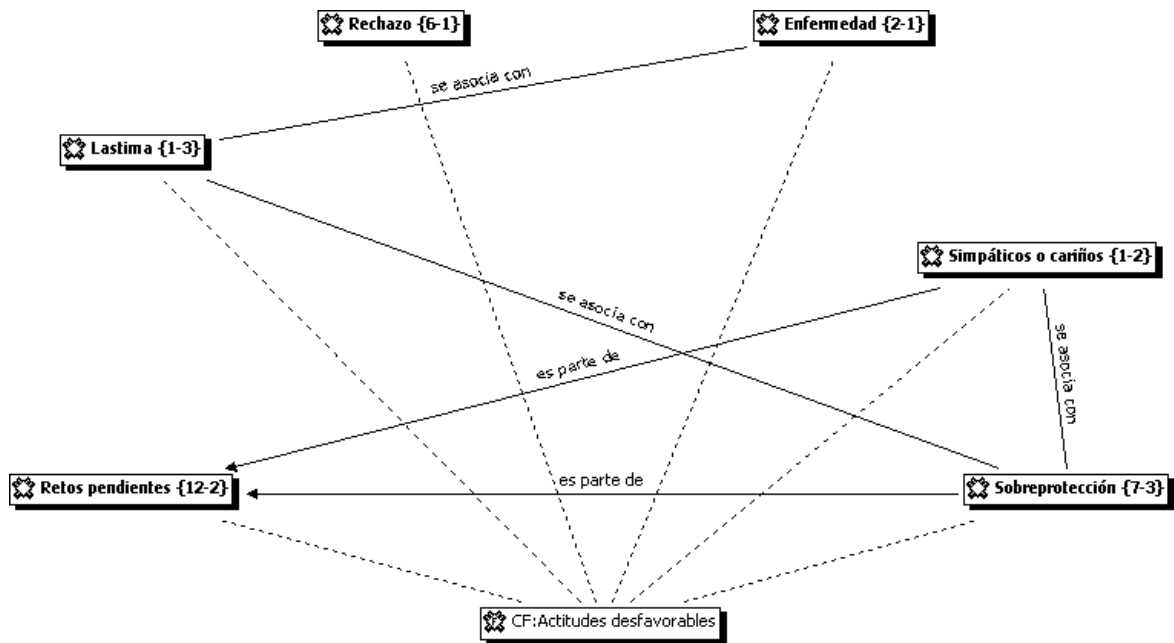 Rechazo {6-1}
Enfermedad {2-1}
se asocia con
Lastima {1-3}
Simpáticos o cariños {1-2}
se asocia con
se asocia con
es parte de
es parte de
Retos pendientes {12-2}
Sobreprotección {7-3}
CF:Actitudes desfavorables